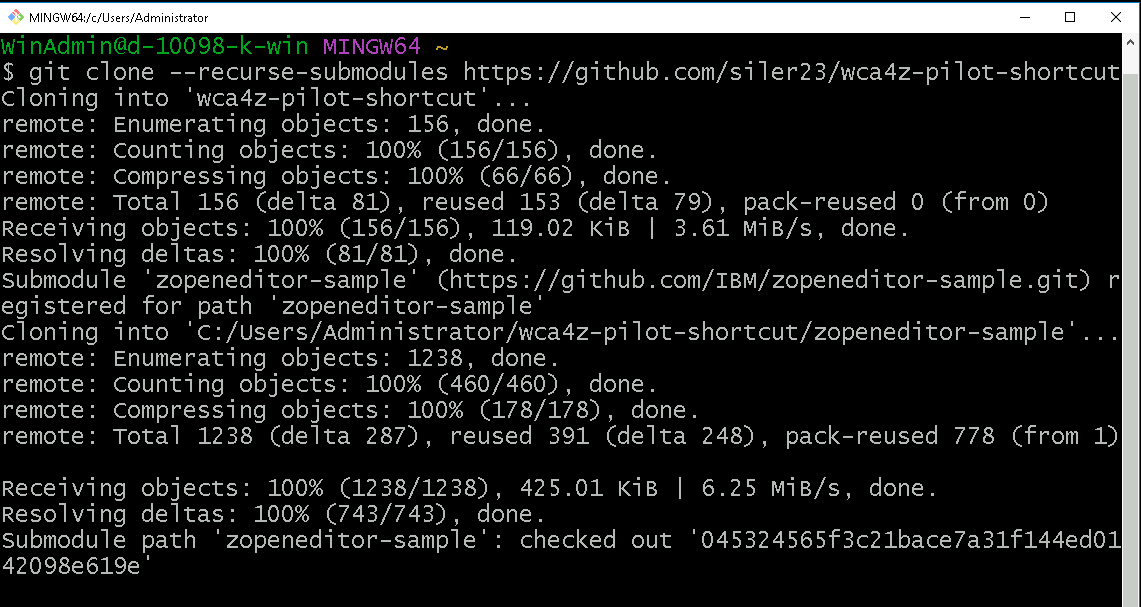 MINGW64:/c/Users/Administrator
WinAdmin@d-10098-k-win MINGW64 ~
$ git clone --recurse-submodules https://github.com/siler23/wca4z-pilot-shortcut
Cloning into 'wca4z-pilot-shortcut'...
remote: Enumerating objects: 156, done.
remote: Counting objects: 100% (156/156), done.
remote: Compressing objects: 100% (66/66), done.
remote: Total 156 (delta 81), reused 153 (delta 79), pack-reused 0 (from 0)
Receiving objects: 100% (156/156), 119.02 KiB | 3.61 MiB/s, done.
Resolving deltas: 100% (81/81), done.
Submodule 'zopeneditor-sample' (https://github.com/IBM/zopeneditor-sample.git) r
egistered for path 'zopeneditor-sample'
Cloning into 'C:/Users/Administrator/wca4z-pilot-shortcut/zopeneditor-sample'...
remote: Enumerating objects: 1238, done.
remote: Counting objects: 100% (460/460), done.
remote: Compressing objects: 100% (178/178), done.
remote: Total 1238 (delta 287), reused 391 (delta 248), pack-reused 778 (from 1)
Receiving objects: 100% (1238/1238), 425.01 KiB | 6.25 MiB/s, done.
Resolving deltas: 100% (743/743), done.
Submodule path 'zopeneditor-sample': checked out '045324565f3c21bace7a31f144ed01
42098e619e'